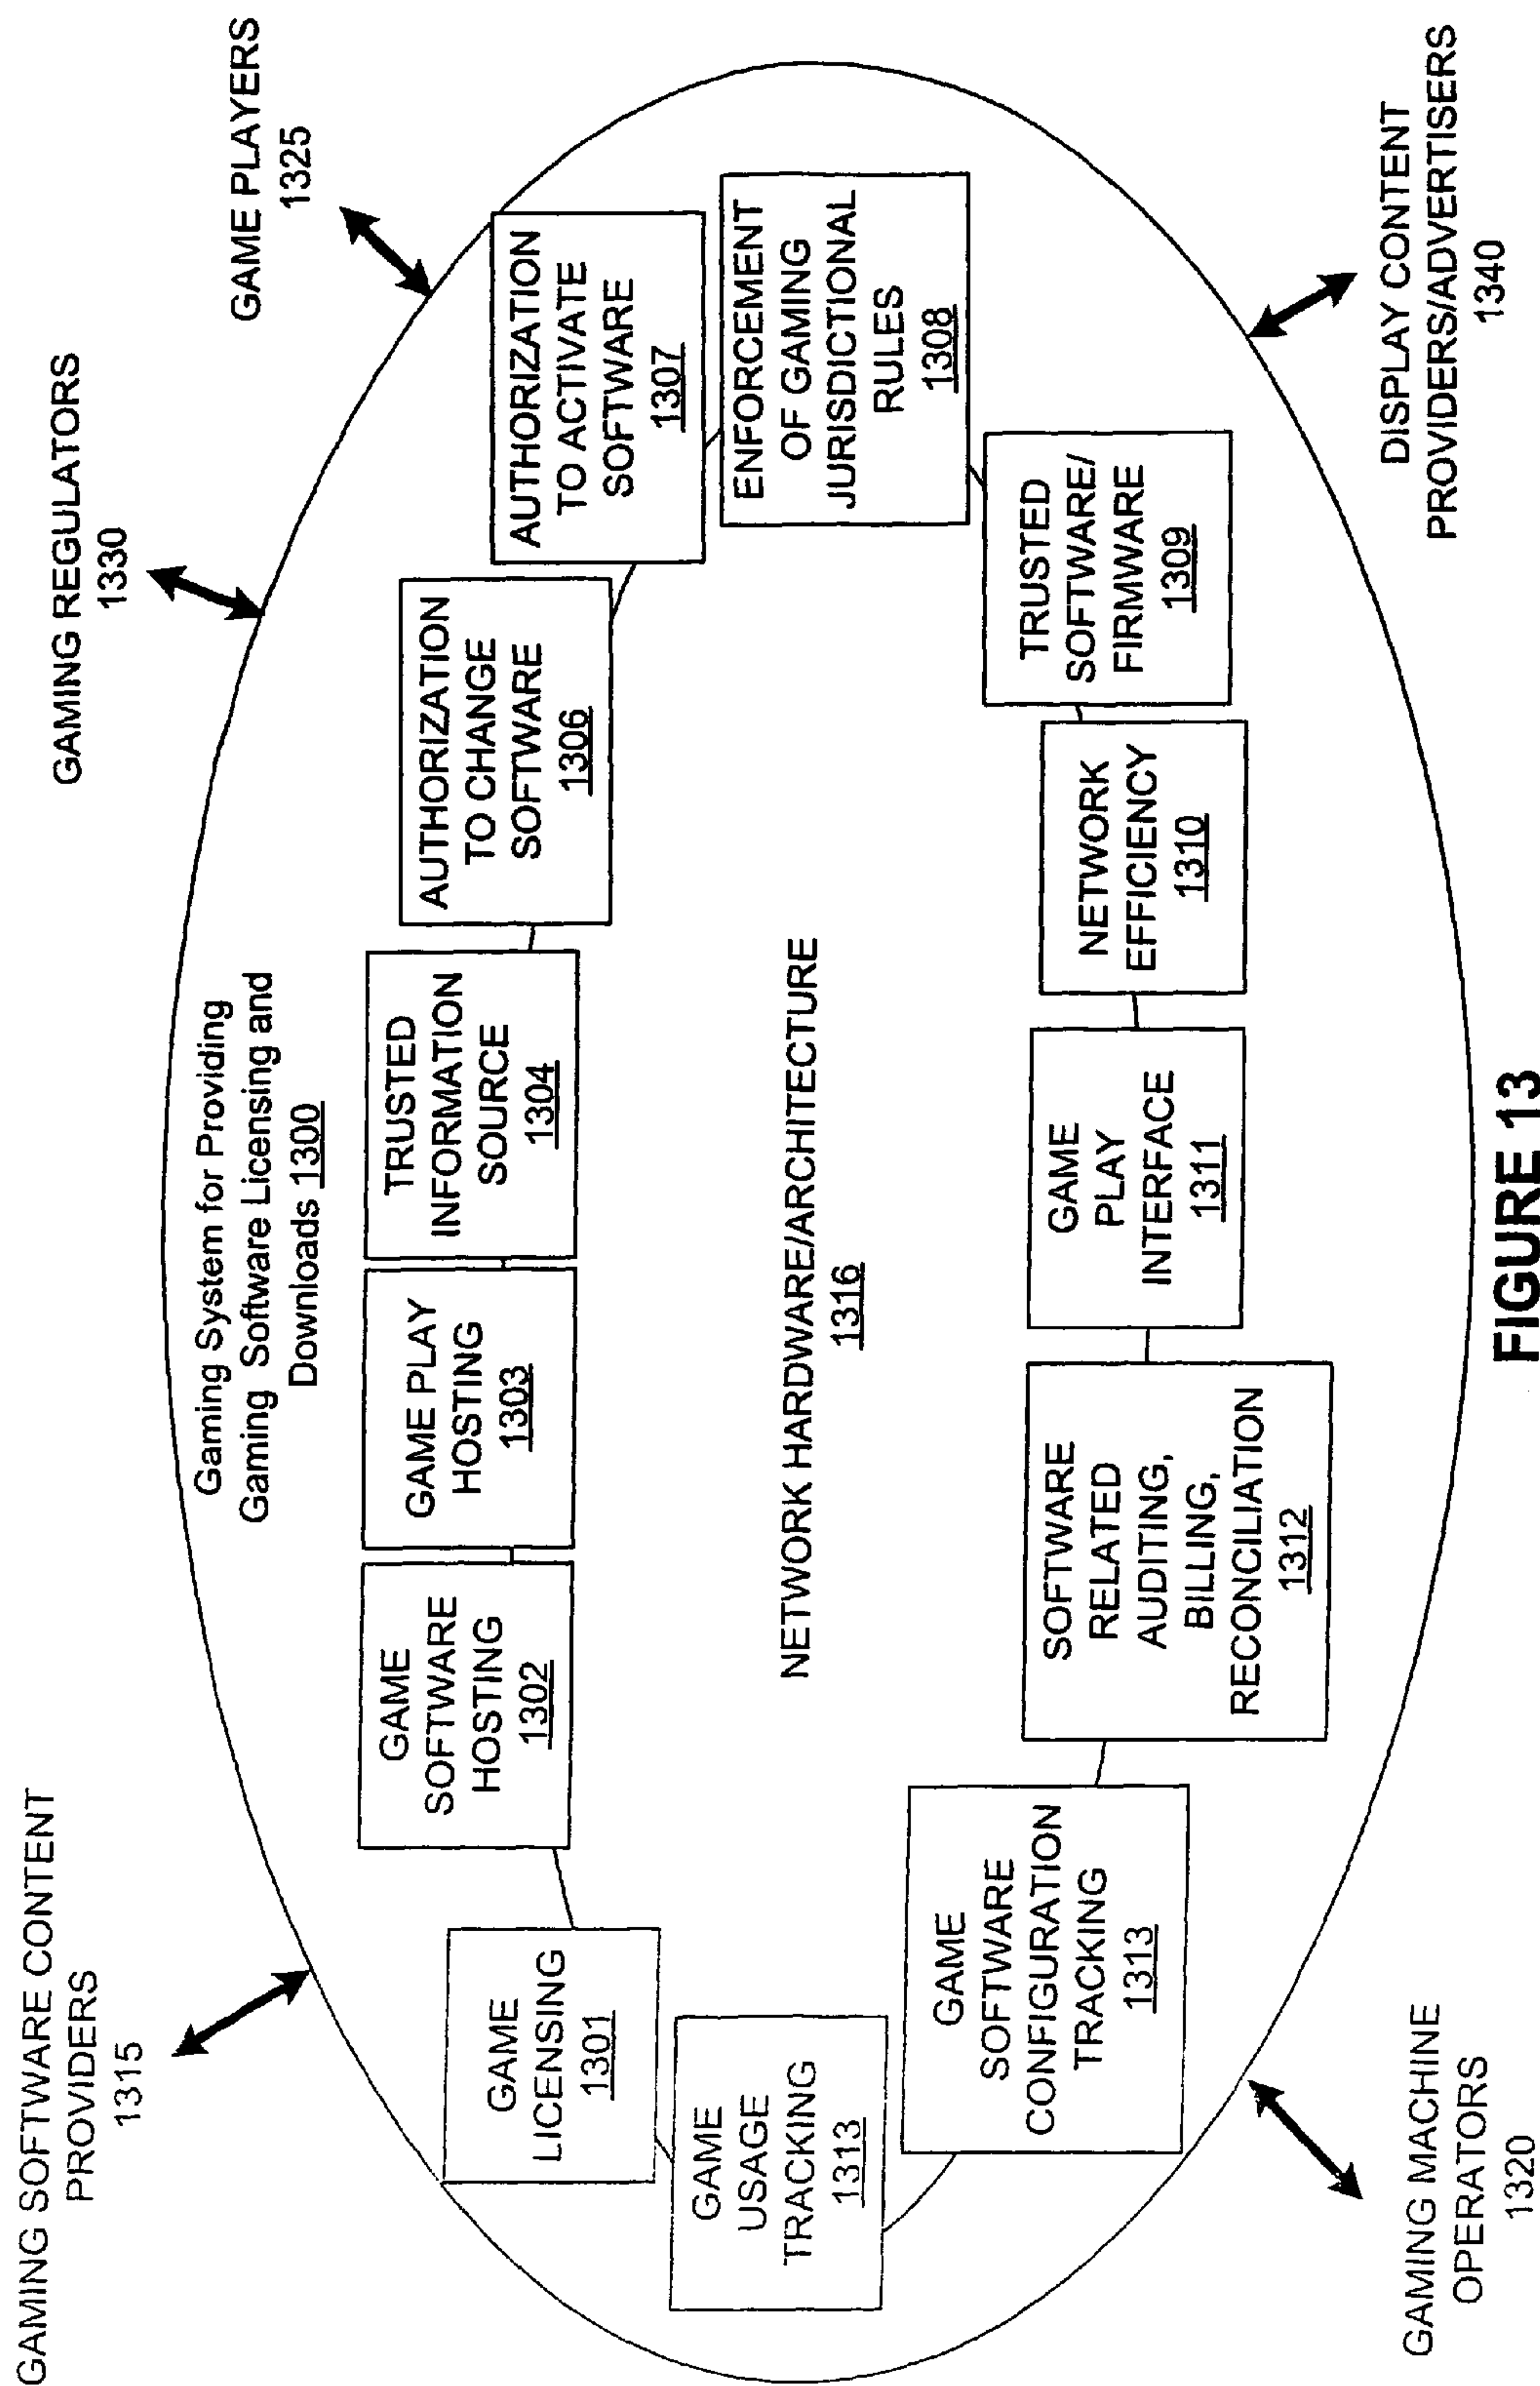 GAMING SOFTWARE CONTENT
PROVIDERS
1315
GAMING REGULATORS
1330
GAME PLAYERS
1325
Gaming System for Providing
Gaming Software Licensing and
Downloads 1300
GAME
LICENSING
1301
GAME
SOFTWARE
HOSTING
1302
GAME PLAY
HOSTING
1303
TRUSTED
INFORMATION
SOURCE
1304
AUTHORIZATION
TO CHANGE
SOFTWARE
1306
AUTHORIZATION
TO ACTIVATE
SOFTWARE
1307
ENFORCEMENT
OF GAMING
JURISDICTIONAL
RULES
1308
NETWORK HARDWARE/ARCHITECTURE
1316
GAME
USAGE
TRACKING
1313
GAME
SOFTWARE
CONFIGURATION
TRACKING
1313
SOFTWARE
RELATED
AUDITING,
BILLING,
RECONCILIATION
1312
GAME
PLAY
INTERFACE
1311
NETWORK
EFFICIENCY
1310
TRUSTED
SOFTWARE/
FIRMWARE
1309
GAMING MACHINE
OPERATORS
1320
DISPLAY CONTENT
PROVIDERS/ADVERTISERS
1340
FIGURE 13